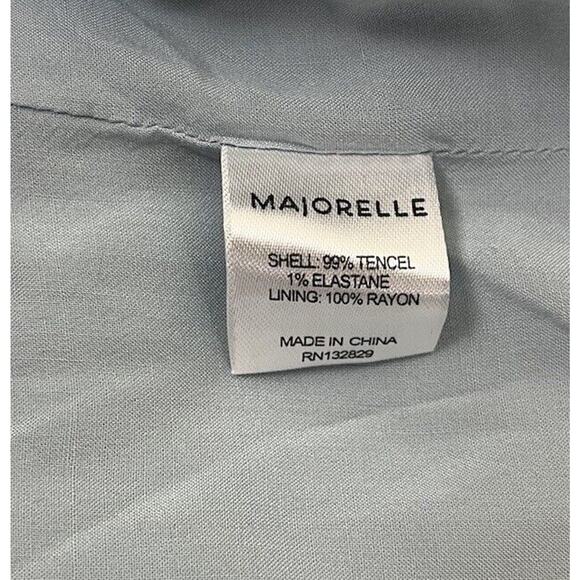 MAJORELLE
SHELL: 99% TENCEL
1% ELASTANE
LINING: 100% RAYON
MADE IN CHINA
RN132829